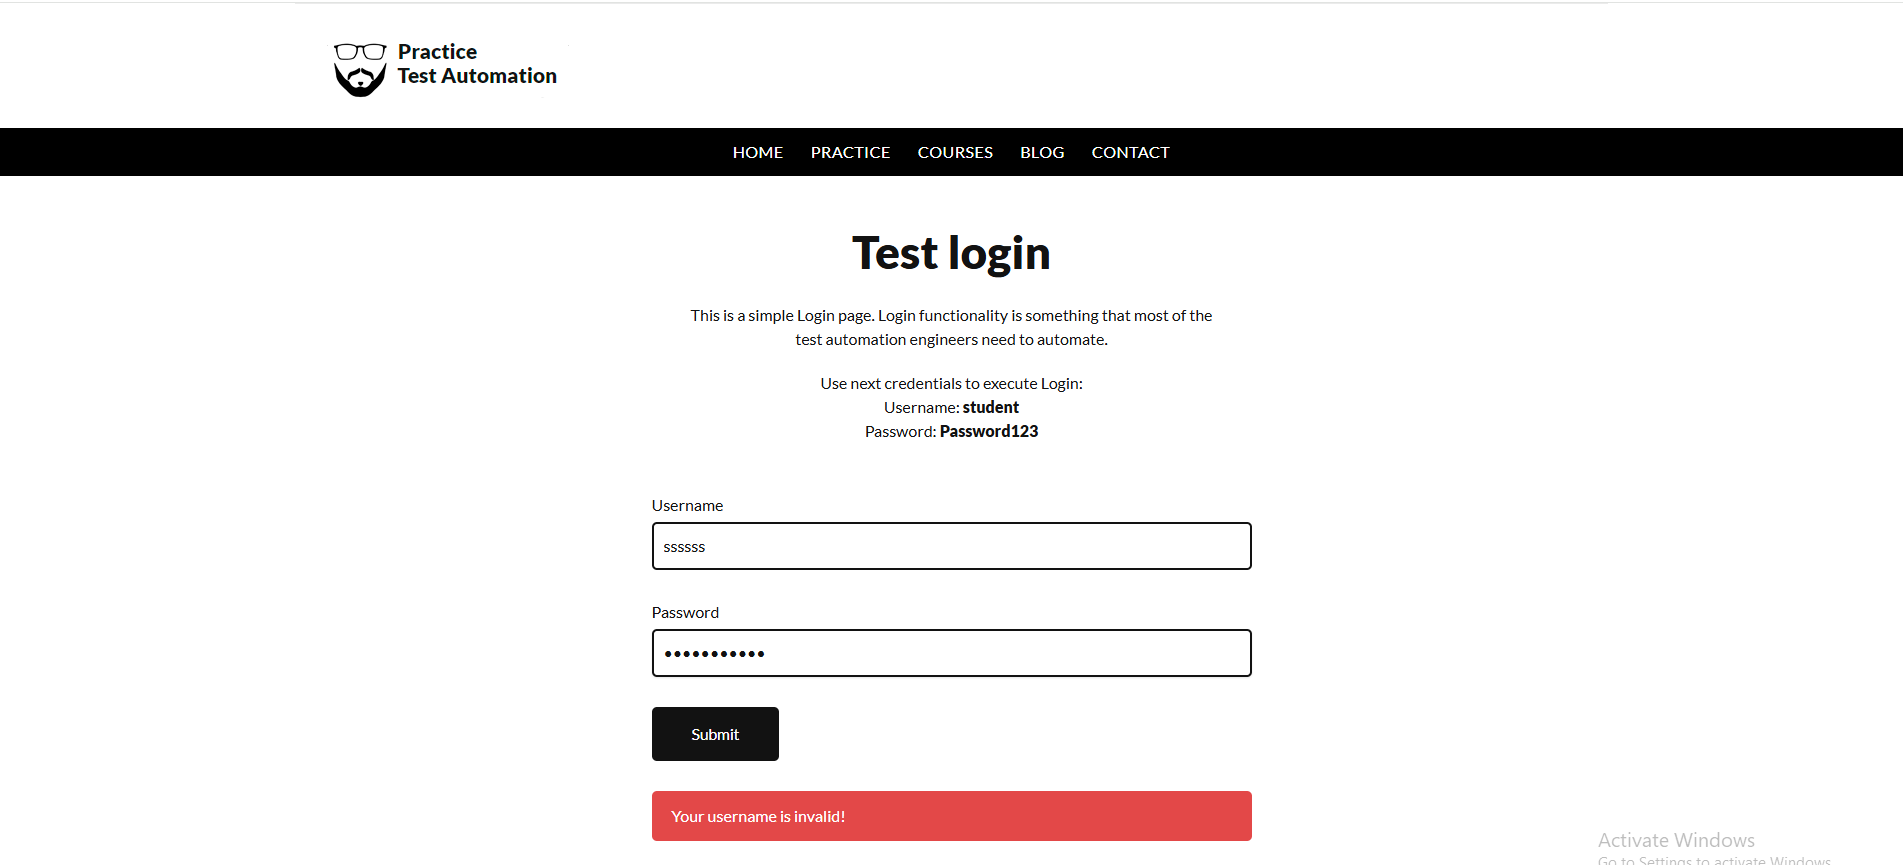 Practice
Test Automation
HOME PRACTICE COURSES BLOG CONTACT
Test login
This is a simple Login page. Login functionality is something that most of the
test automation engineers need to automate.
Use next credentials to execute Login:
Username: student
Password: Password123
Username
ssssss
Password
•••••••••••
Submit
Your username is invalid!
Activate Windows
Go to Settings to activate Windows.